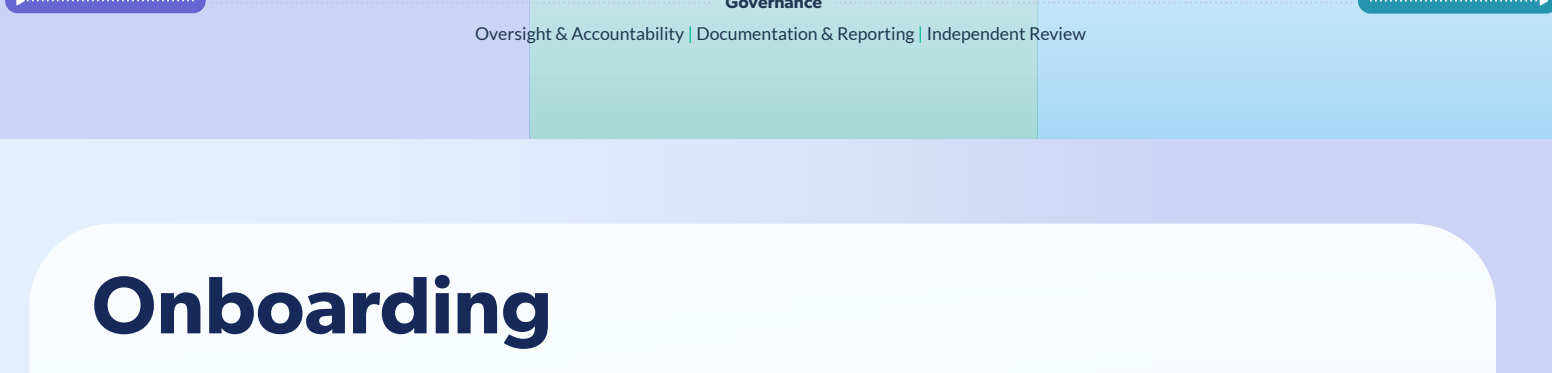 Governance
Oversight & Accountability | Documentation & Reporting | Independent Review
Onboarding